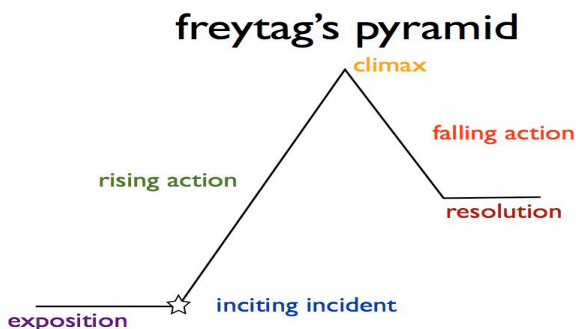 freytag's pyramid
climax
falling action
rising action
resolution
inciting incident
exposition